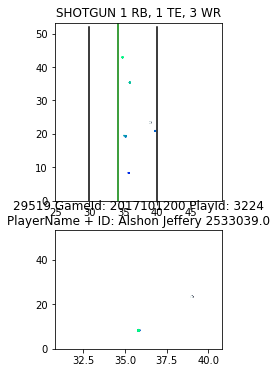 SHOTGUN 1 RB, 1 TE, 3 WR
50
40
30
20
10
0
25 30 35 40 45
29519 GameId: 2017101200 PlayId: 3224
PlayerName + ID: Alshon Jeffery 2533039.0
40
20
0
32.5 35.0 37.5 40.0